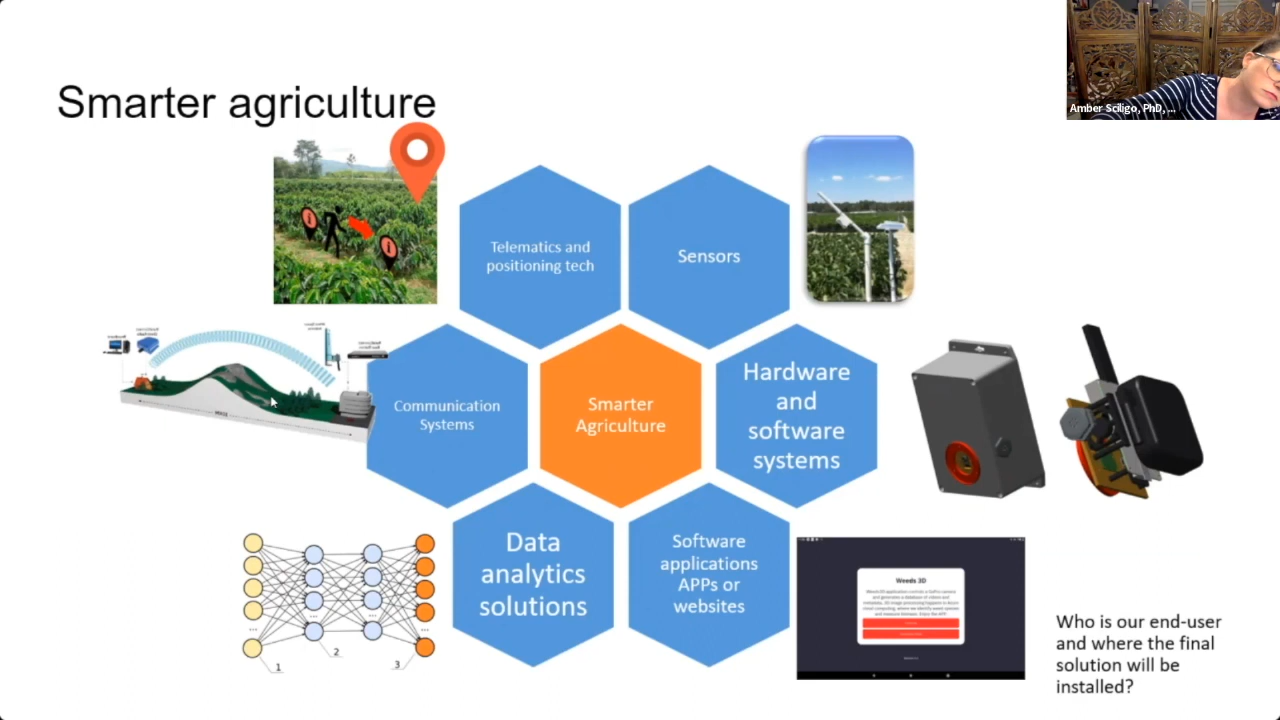 Smarter agriculture
Amber Sciligo, PhD, ...
Telematics and
positioning tech
Sensors
Communication
Systems
Smarter
Agriculture
Hardware
and
software
systems
Data
analytics
solutions
Software
applications
APPs or
websites
1
2
3
Weeds 3D
Who is our end-user
and where the final
solution will be
installed?